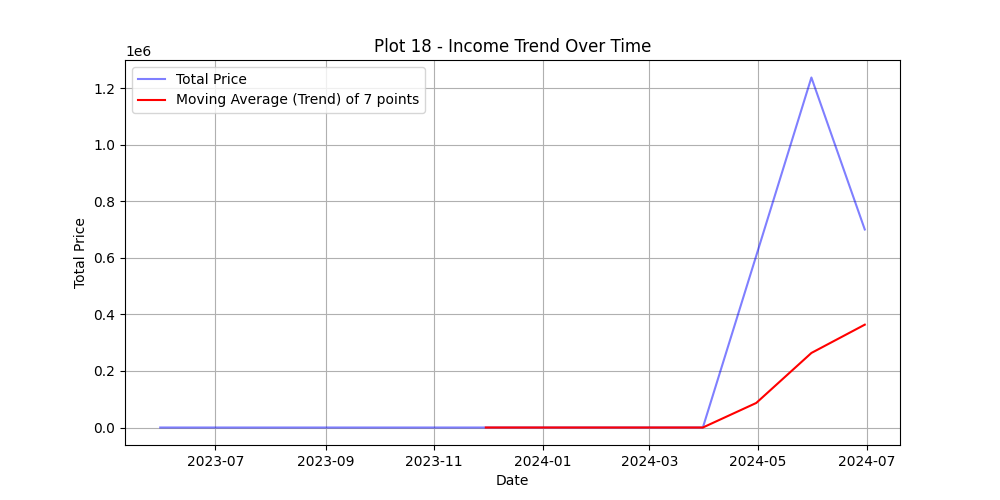 Plot 18 - Income Trend Over Time
1e6
Total Price
Moving Average (Trend) of 7 points
1.2
1.0
0.8
0.6
0.4
0.2
0.0
Total Price
2023-07 2023-09 2023-11 2024-01 2024-03 2024-05 2024-07
Date